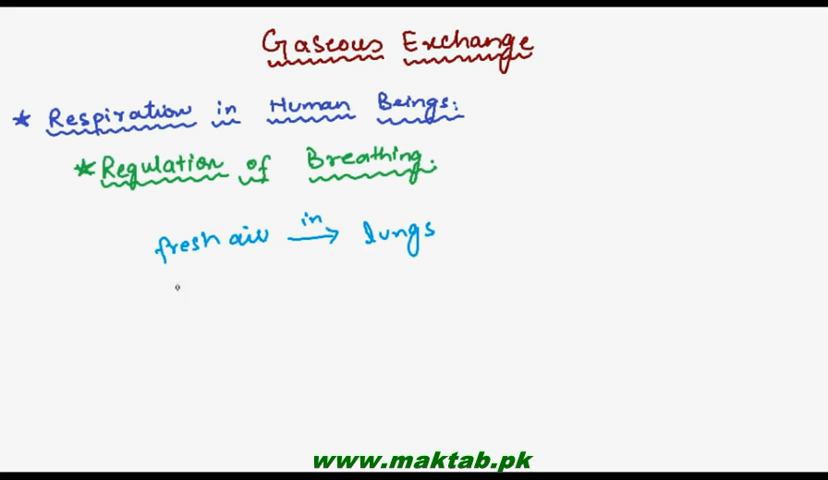 Gaseous Exchange
* Respiration in Human Beings:
* Regulation of Breathing.
fresh air in → lungs
www.maktab.pk